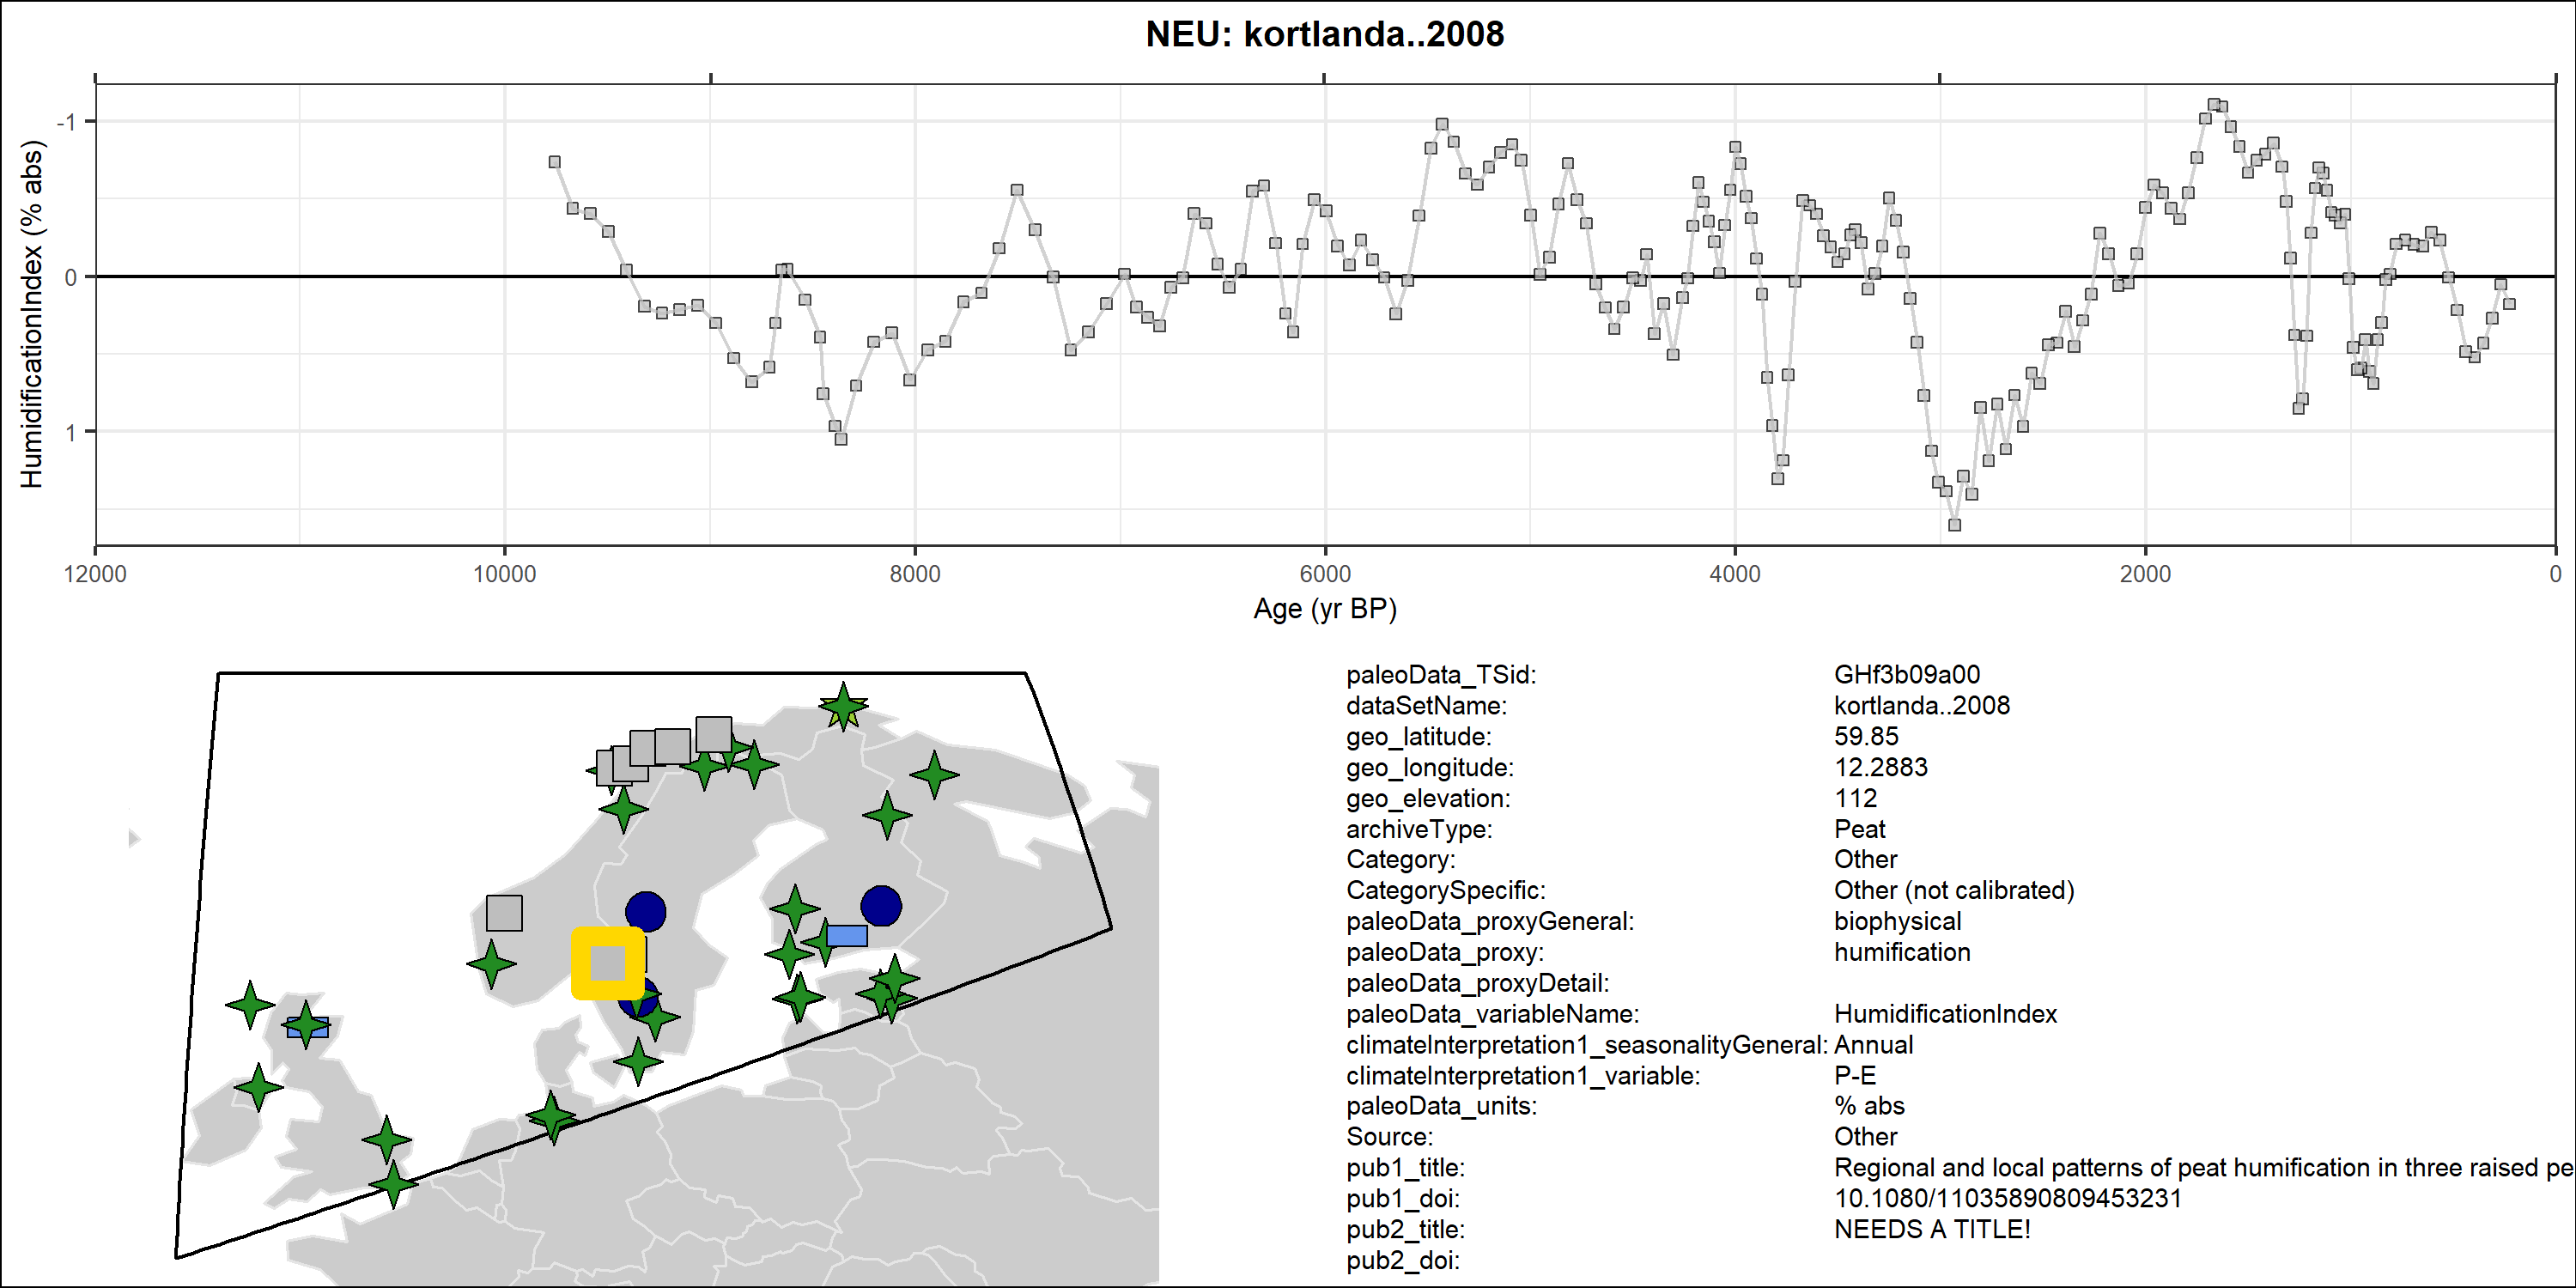 NEU: kortlanda..2008
HumidificationIndex (% abs)
-1
0
1
12000 10000 8000 6000 4000 2000 0
Age (yr BP)
paleoData_TSid: GHf3b09a00
dataSetName: kortlanda..2008
geo_latitude: 59.85
geo_longitude: 12.2883
geo_elevation: 112
archiveType: Peat
Category: Other
CategorySpecific: Other (not calibrated)
paleoData_proxyGeneral: biophysical
paleoData_proxy: humification
paleoData_proxyDetail:
paleoData_variableName: HumidificationIndex
climateInterpretation1_seasonalityGeneral: Annual
climateInterpretation1_variable: P-E
paleoData_units: % abs
Source: Other
pub1_title: Regional and local patterns of peat humification in three raised pe
pub1_doi: 10.1080/11035890809453231
pub2_title: NEEDS A TITLE!
pub2_doi: